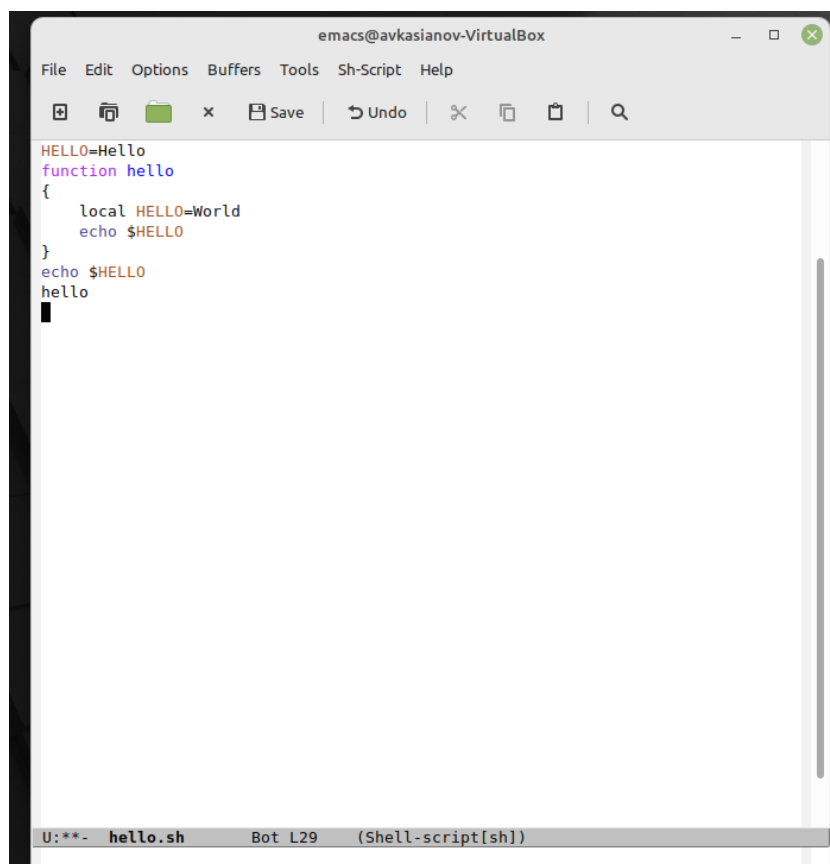 emacs@avkasianov-VirtualBox
File Edit Options Buffers Tools Sh-Script Help
Save Undo
HELLO=Hello
function hello
{
    local HELLO=World
    echo $HELLO
}
echo $HELLO
hello
U:**-  hello.sh       Bot L29    (Shell-script[sh])